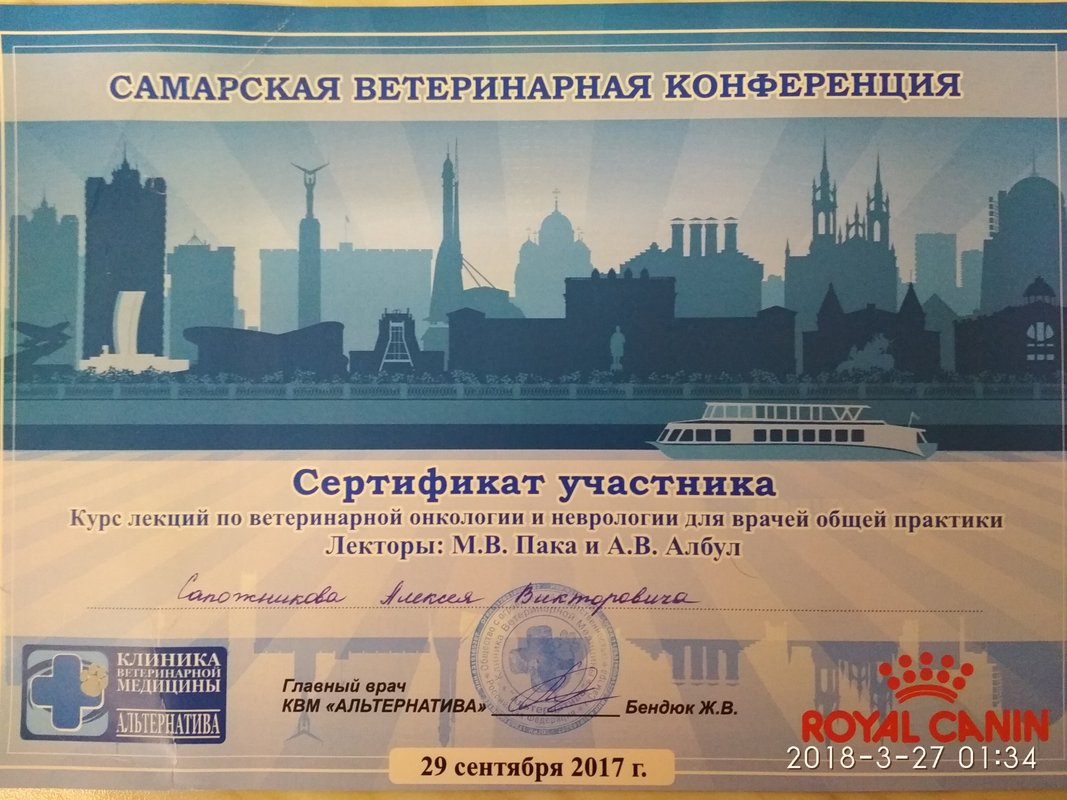 САМАРСКАЯ ВЕТЕРИНАРНАЯ КОНФЕРЕНЦИЯ
Сертификат участника
Курс лекций по ветеринарной онкологии и неврологии для врачей общей практики
Лекторы: М.В. Пака и А.В. Албул
Сапожникова Алексея Викторовича
КЛИНИКА
ВЕТЕРИНАРНОЙ
МЕДИЦИНЫ
АЛЬТЕРНАТИВА
Главный врач
КВМ «АЛЬТЕРНАТИВА» Бендюк Ж.В.
ROYAL CANIN
2018-3-27 01:34
29 сентября 2017 г.